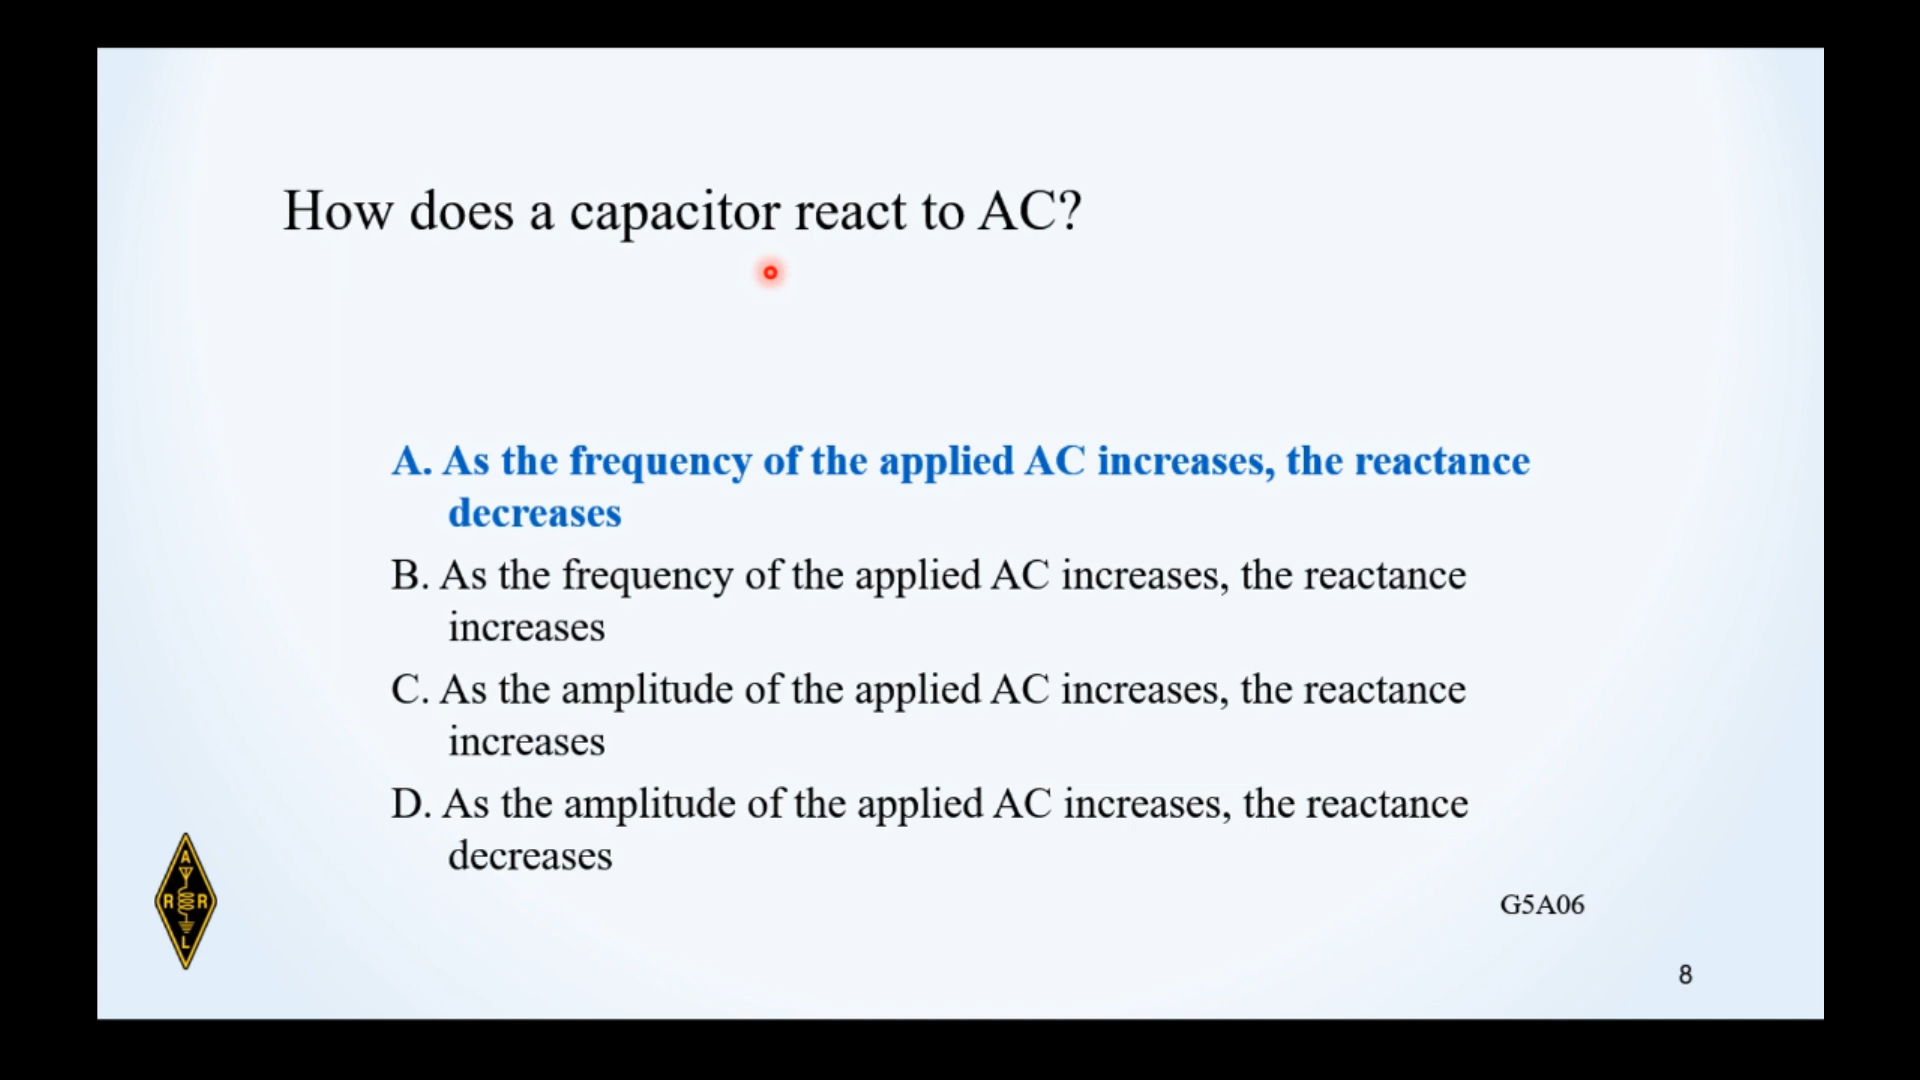 How does a capacitor react to AC?
A. As the frequency of the applied AC increases, the reactance
decreases
B. As the frequency of the applied AC increases, the reactance
increases
C. As the amplitude of the applied AC increases, the reactance
increases
D. As the amplitude of the applied AC increases, the reactance
decreases
A
R R
L
G5A06
8